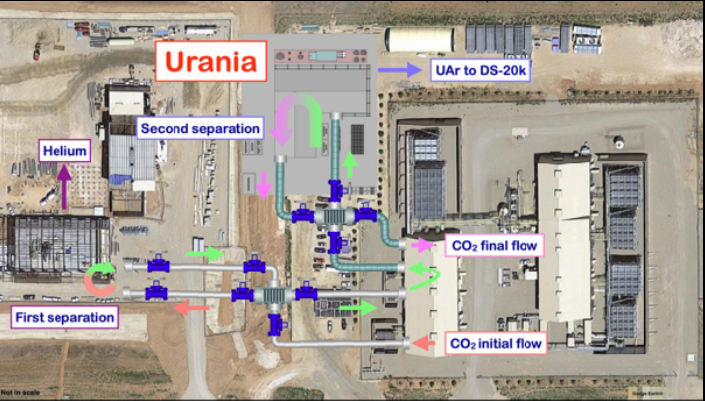 Urania
UAr to DS-20k
Second separation
Helium
CO₂ final flow
First separation
CO₂ initial flow
Not in scale
Google Earth